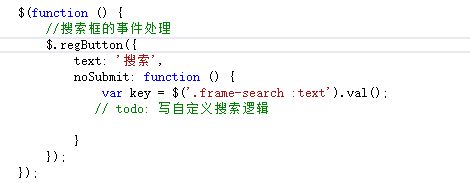 $(function () {
//搜索框的事件处理
$.regButton({
text: '搜索',
noSubmit: function () {
var key = $('.frame-search :text').val();
// todo: 写自定义搜索逻辑
}
});
});